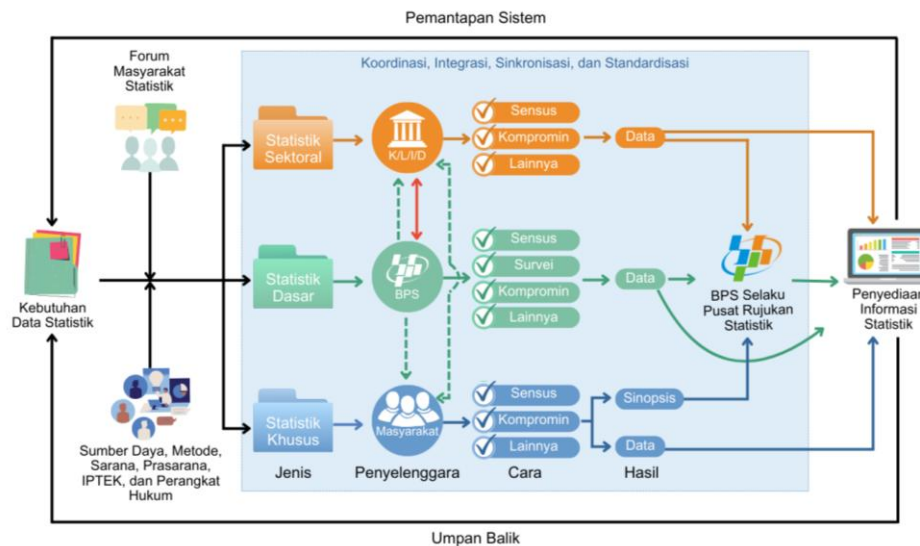 Pemantapan Sistem
Forum
Masyarakat
Statistik
Koordinasi, Integrasi, Sinkronisasi, dan Standardisasi
Statistik
Sektoral
K/L/I/D
Sensus
Kompromin
Lainnya
Data
Kebutuhan
Data Statistik
Statistik
Dasar
BPS
Sensus
Survei
Kompromin
Lainnya
Data
BPS Selaku
Pusat Rujukan
Statistik
Penyediaan
Informasi
Statistik
Sumber Daya, Metode,
Sarana, Prasarana,
IPTEK, dan Perangkat
Hukum
Statistik
Khusus
Masyarakat
Sensus
Kompromin
Lainnya
Sinopsis
Data
Jenis
Penyelenggara
Cara
Hasil
Umpan Balik